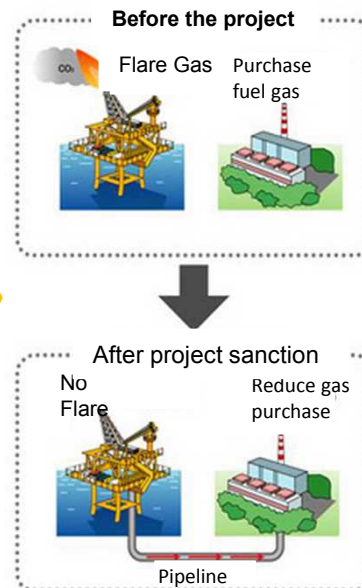 Before the project
CO₂
Flare Gas
Purchase
fuel gas
After project sanction
No
Flare
Reduce gas
purchase
Pipeline